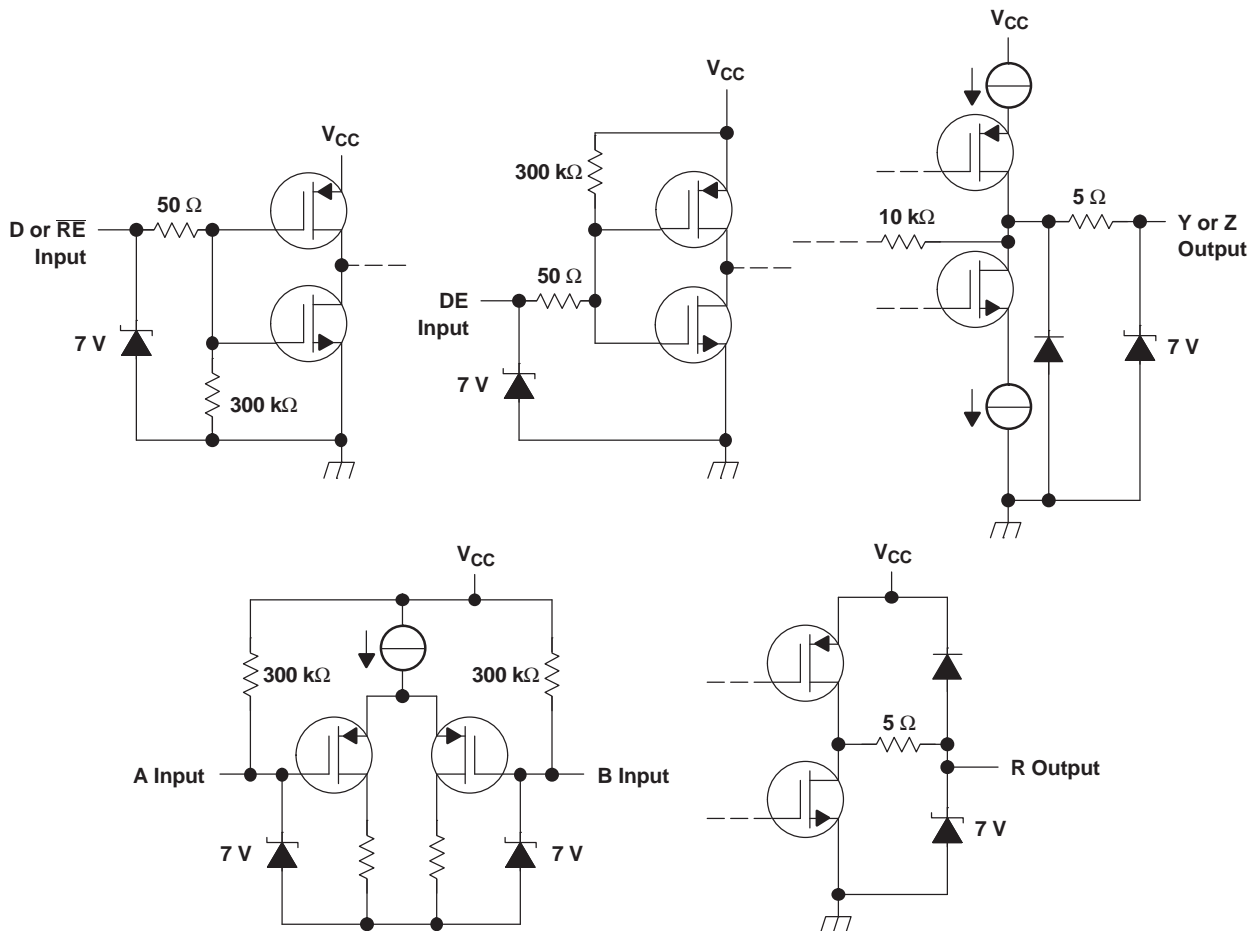 VCC
50 Ω
D or RE
Input
7 V
300 kΩ
VCC
300 kΩ
50 Ω
DE
Input
7 V
VCC
5 Ω
10 kΩ
Y or Z
Output
7 V
VCC
300 kΩ
300 kΩ
A Input
B Input
7 V
7 V
VCC
5 Ω
R Output
7 V